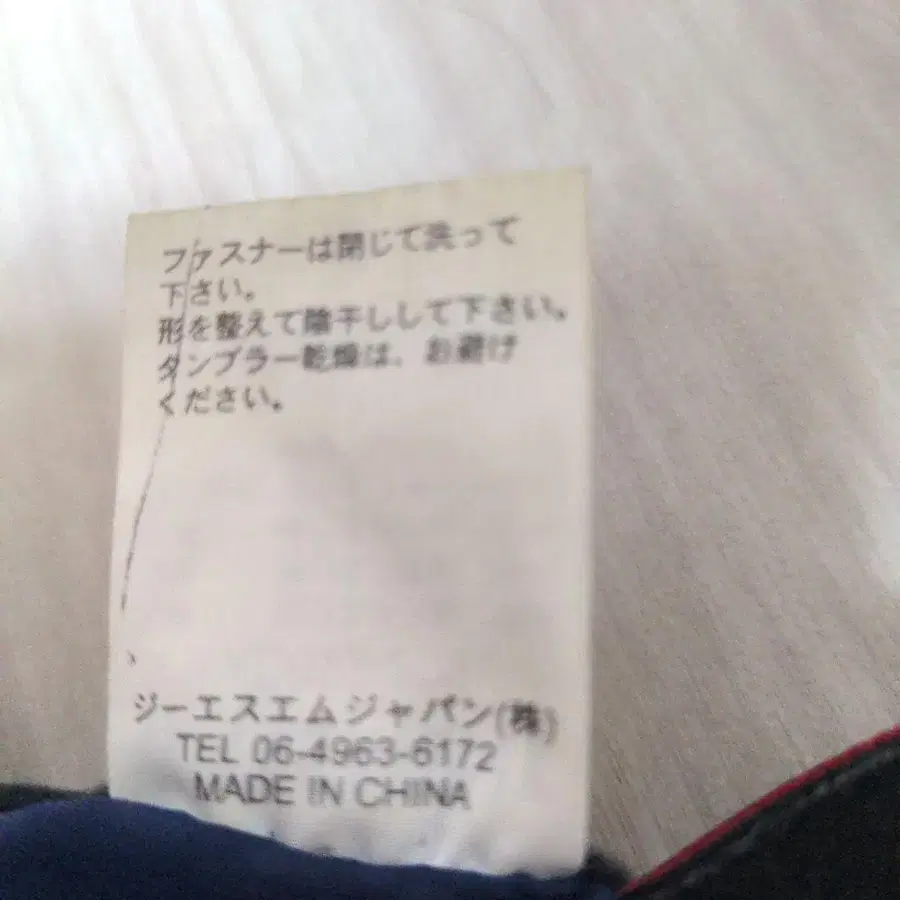 ファスナーは閉じて洗って
下さい。
形を整えて陰干しして下さい。
タンブラー乾燥は、お避け
ください。
ジーエスエムジャパン(株)
TEL 06-4963-6172
MADE IN CHINA